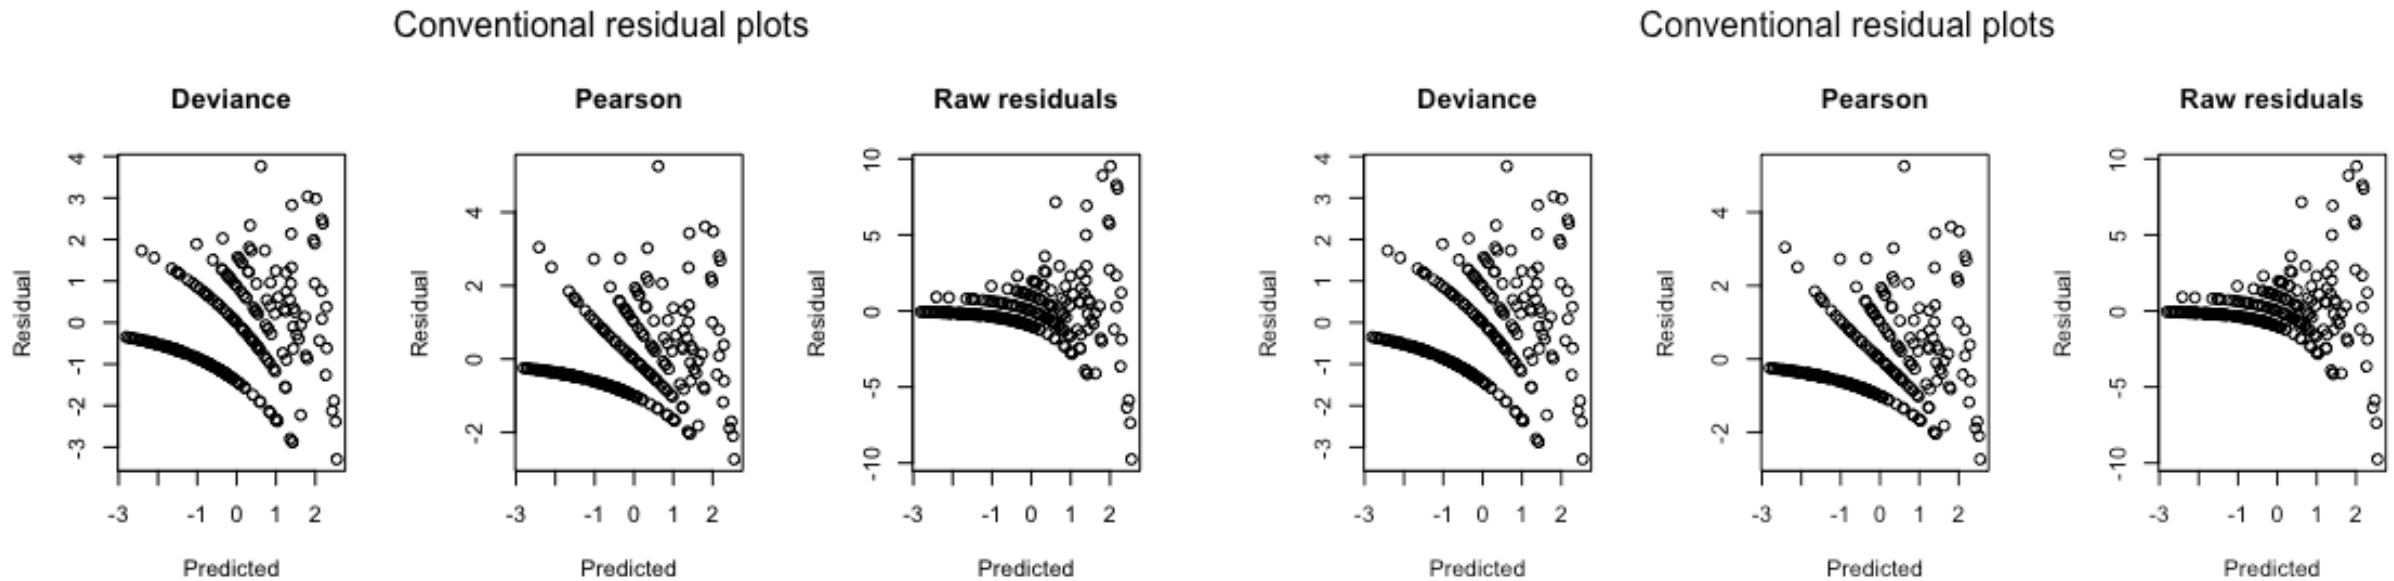 Conventional residual plots
Conventional residual plots
Deviance
Pearson
Raw residuals
Deviance
Pearson
Raw residuals
Residual
4
3
2
1
0
-1
-2
-3
-3 -1 0 1 2
Predicted
Residual
4
2
0
-2
-3 -1 0 1 2
Predicted
Residual
10
5
0
-5
-10
-3 -1 0 1 2
Predicted
Residual
4
3
2
1
0
-1
-2
-3
-3 -1 0 1 2
Predicted
Residual
4
2
0
-2
-3 -1 0 1 2
Predicted
Residual
10
5
0
-5
-10
-3 -1 0 1 2
Predicted